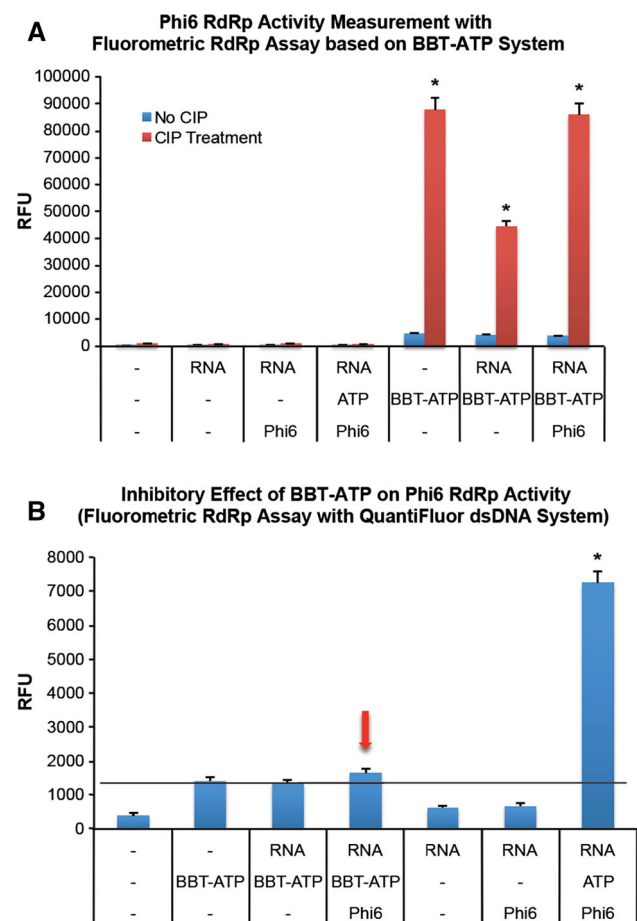 A
Phi6 RdRp Activity Measurement with
Fluorometric RdRp Assay based on BBT-ATP System
100000
90000
80000
70000
60000
50000
40000
30000
20000
10000
0
RFU
No CIP
CIP Treatment
* * *
- RNA RNA RNA - RNA RNA
- - - ATP BBT-ATP BBT-ATP BBT-ATP
- - Phi6 Phi6 - - Phi6
B
Inhibitory Effect of BBT-ATP on Phi6 RdRp Activity
(Fluorometric RdRp Assay with QuantiFluor dsDNA System)
8000
7000
6000
5000
4000
3000
2000
1000
0
RFU
*
- - RNA RNA RNA RNA RNA
- BBT-ATP BBT-ATP BBT-ATP - - ATP
- - - Phi6 - Phi6 Phi6